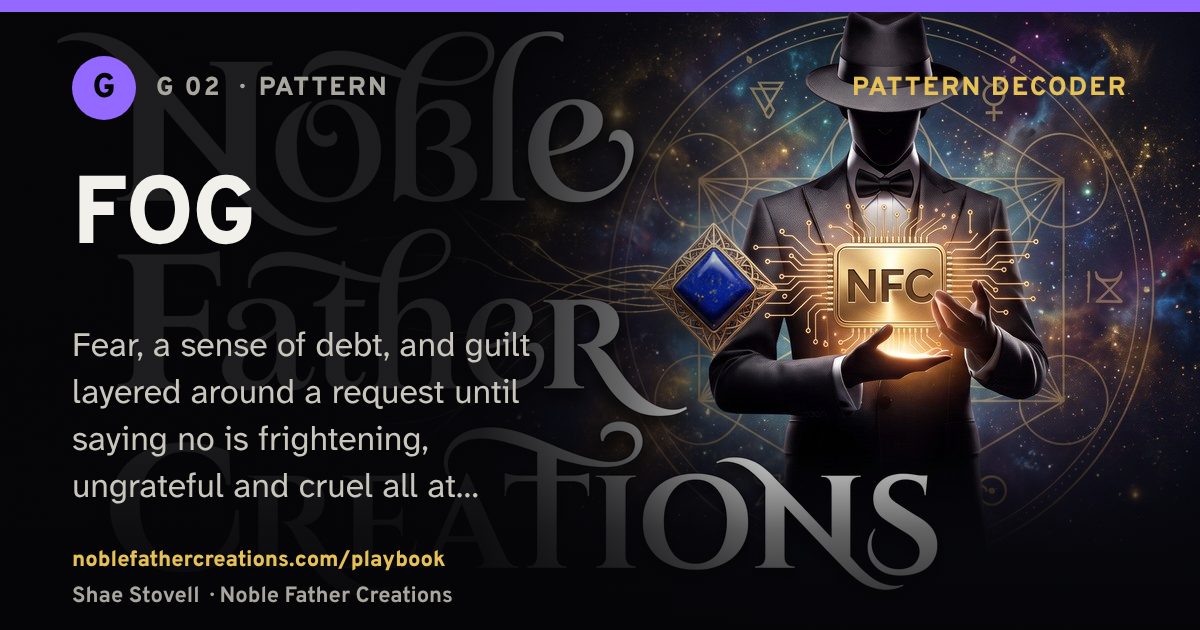 G
G 02 · PATTERN
PATTERN DECODER
FOG
Fear, a sense of debt, and guilt
layered around a request until
saying no is frightening,
ungrateful and cruel all at...
noblefathercreations.com/playbook
Shae Stovell · Noble Father Creations
Noble
FatheR
CREATIONS
NFC